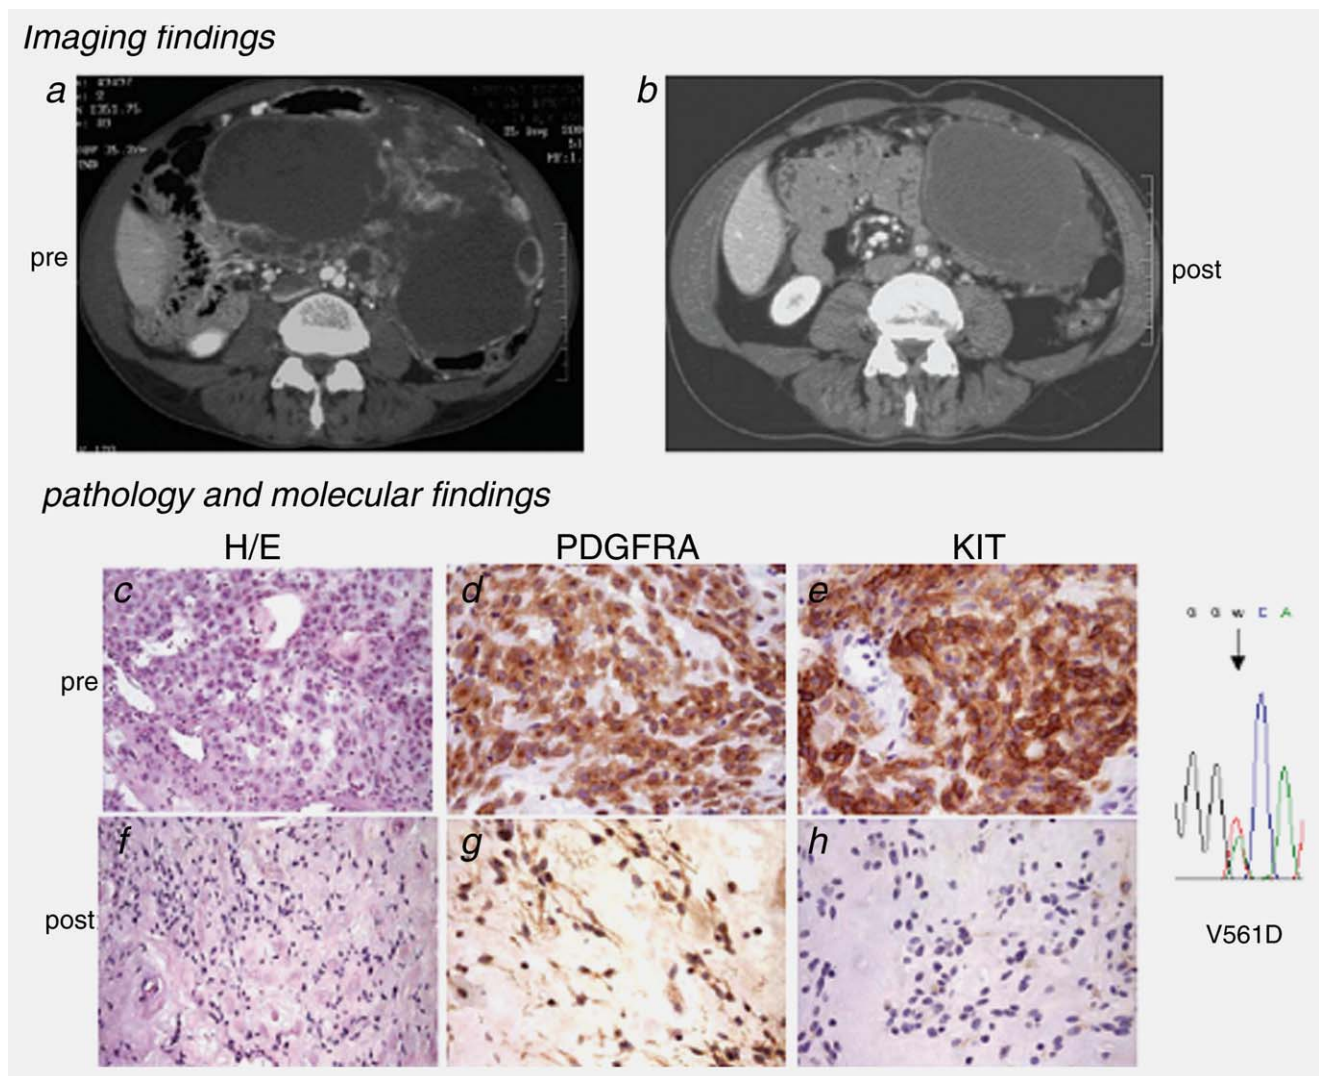 Imaging findings
a
b
pre
post
pathology and molecular findings
H/E
PDGFRA
KIT
c
d
e
pre
G G W C A
f
g
h
post
V561D